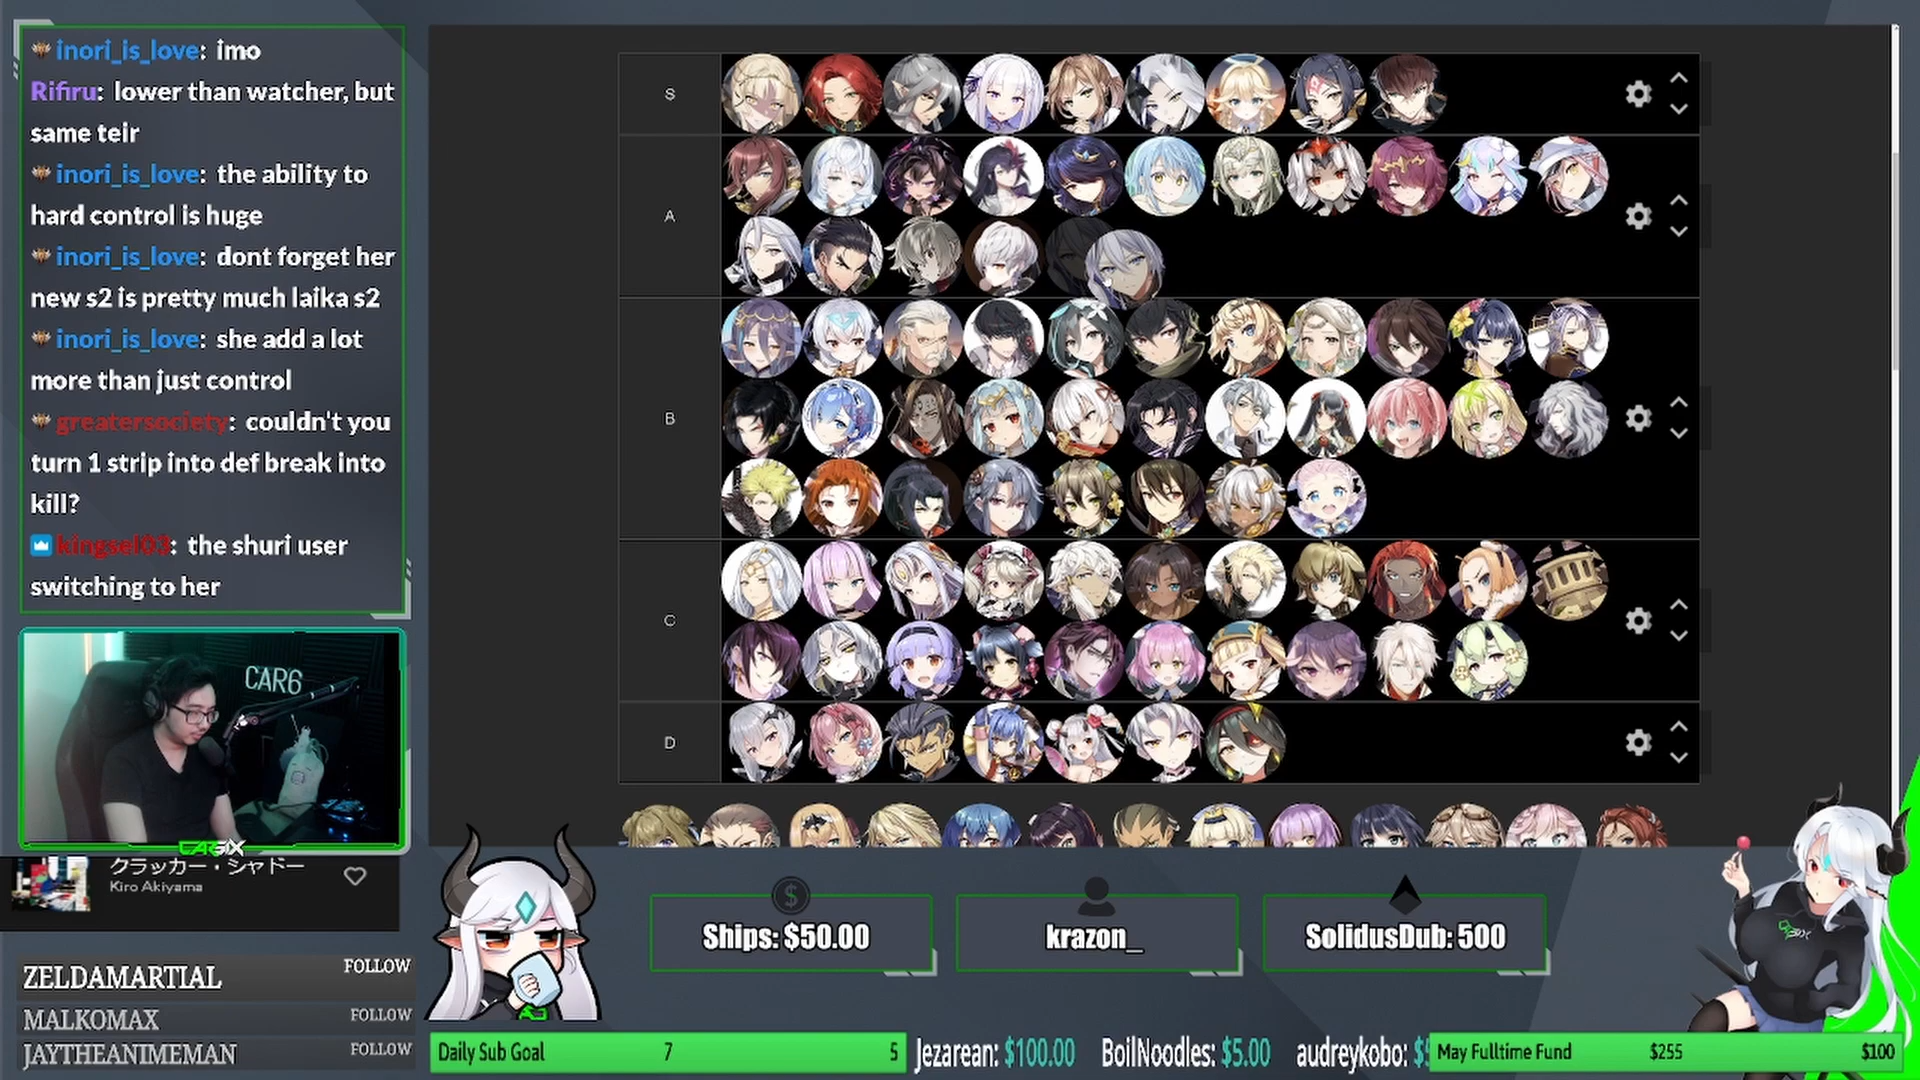 inori_is_love: imo
Rifiru: lower than watcher, but
same teir
inori_is_love: the ability to
hard control is huge
inori_is_love: dont forget her
new s2 is pretty much laika s2
inori_is_love: she add a lot
more than just control
greatersociety: couldn't you
turn 1 strip into def break into
kill?
kingsel03: the shuri user
switching to her
S
A
B
C
D
CAR6
CARSIX
クラッカー・シャドー
Kiro Akiyama
ZELDAMARTIAL FOLLOW
MALKOMAX FOLLOW
JAYTHEANIMEMAN FOLLOW
Ships: $50.00
krazon_
SolidusDub: 500
Daily Sub Goal 7 5
Jezarean: $100.00 BoilNoodles: $5.00 audreykobo:
May Fulltime Fund $255 $100